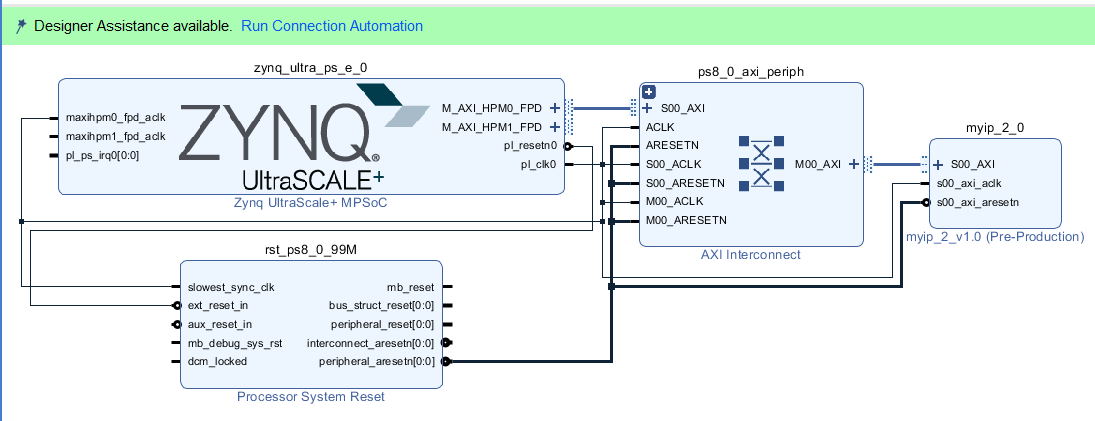 Designer Assistance available. Run Connection Automation
zynq_ultra_ps_e_0
maxihpm0_fpd_aclk
maxihpm1_fpd_aclk
pl_ps_irq0[0:0]
ZYNQ®
UltraSCALE+
M_AXI_HPM0_FPD
M_AXI_HPM1_FPD
pl_resetn0
pl_clk0
Zynq UltraScale+ MPSoC
ps8_0_axi_periph
S00_AXI
ACLK
ARESETN
S00_ACLK
S00_ARESETN
M00_ACLK
M00_ARESETN
M00_AXI
AXI Interconnect
myip_2_0
S00_AXI
s00_axi_aclk
s00_axi_aresetn
myip_2_v1.0 (Pre-Production)
rst_ps8_0_99M
slowest_sync_clk
ext_reset_in
aux_reset_in
mb_debug_sys_rst
dcm_locked
mb_reset
bus_struct_reset[0:0]
peripheral_reset[0:0]
interconnect_aresetn[0:0]
peripheral_aresetn[0:0]
Processor System Reset